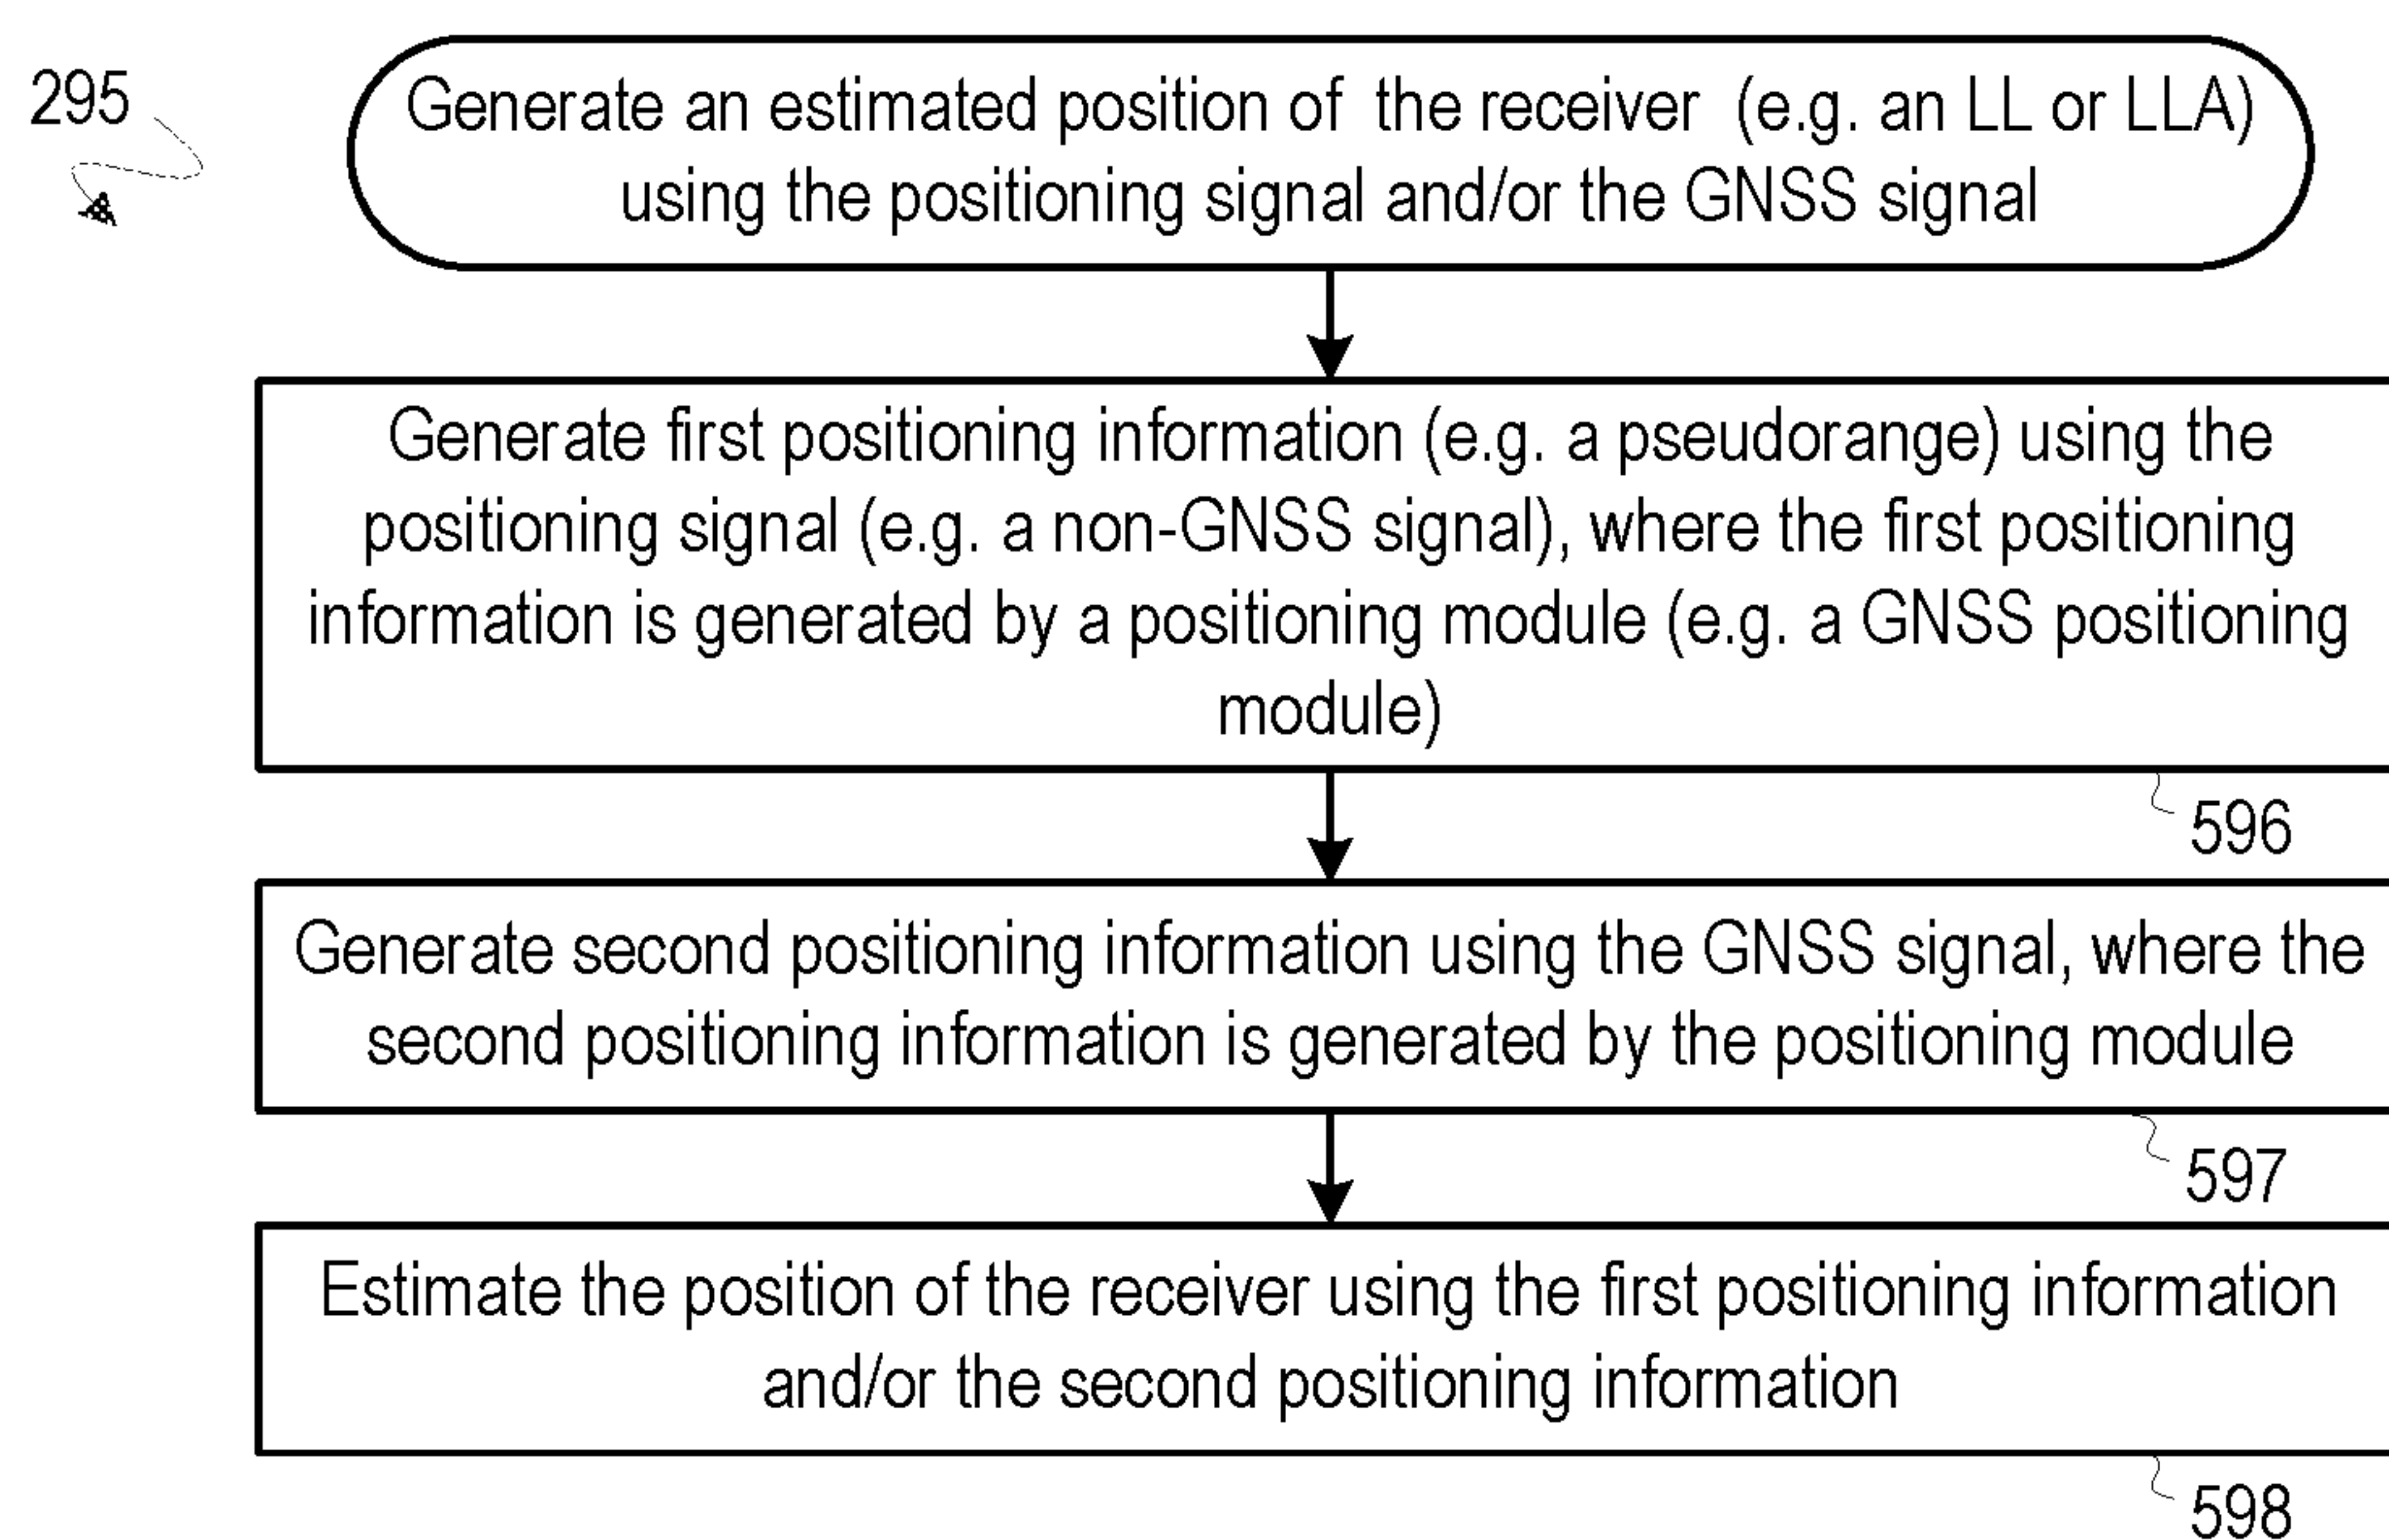 295
Generate an estimated position of the receiver (e.g. an LL or LLA)
using the positioning signal and/or the GNSS signal
Generate first positioning information (e.g. a pseudorange) using the
positioning signal (e.g. a non-GNSS signal), where the first positioning
information is generated by a positioning module (e.g. a GNSS positioning
module)
596
Generate second positioning information using the GNSS signal, where the
second positioning information is generated by the positioning module
597
Estimate the position of the receiver using the first positioning information
and/or the second positioning information
598